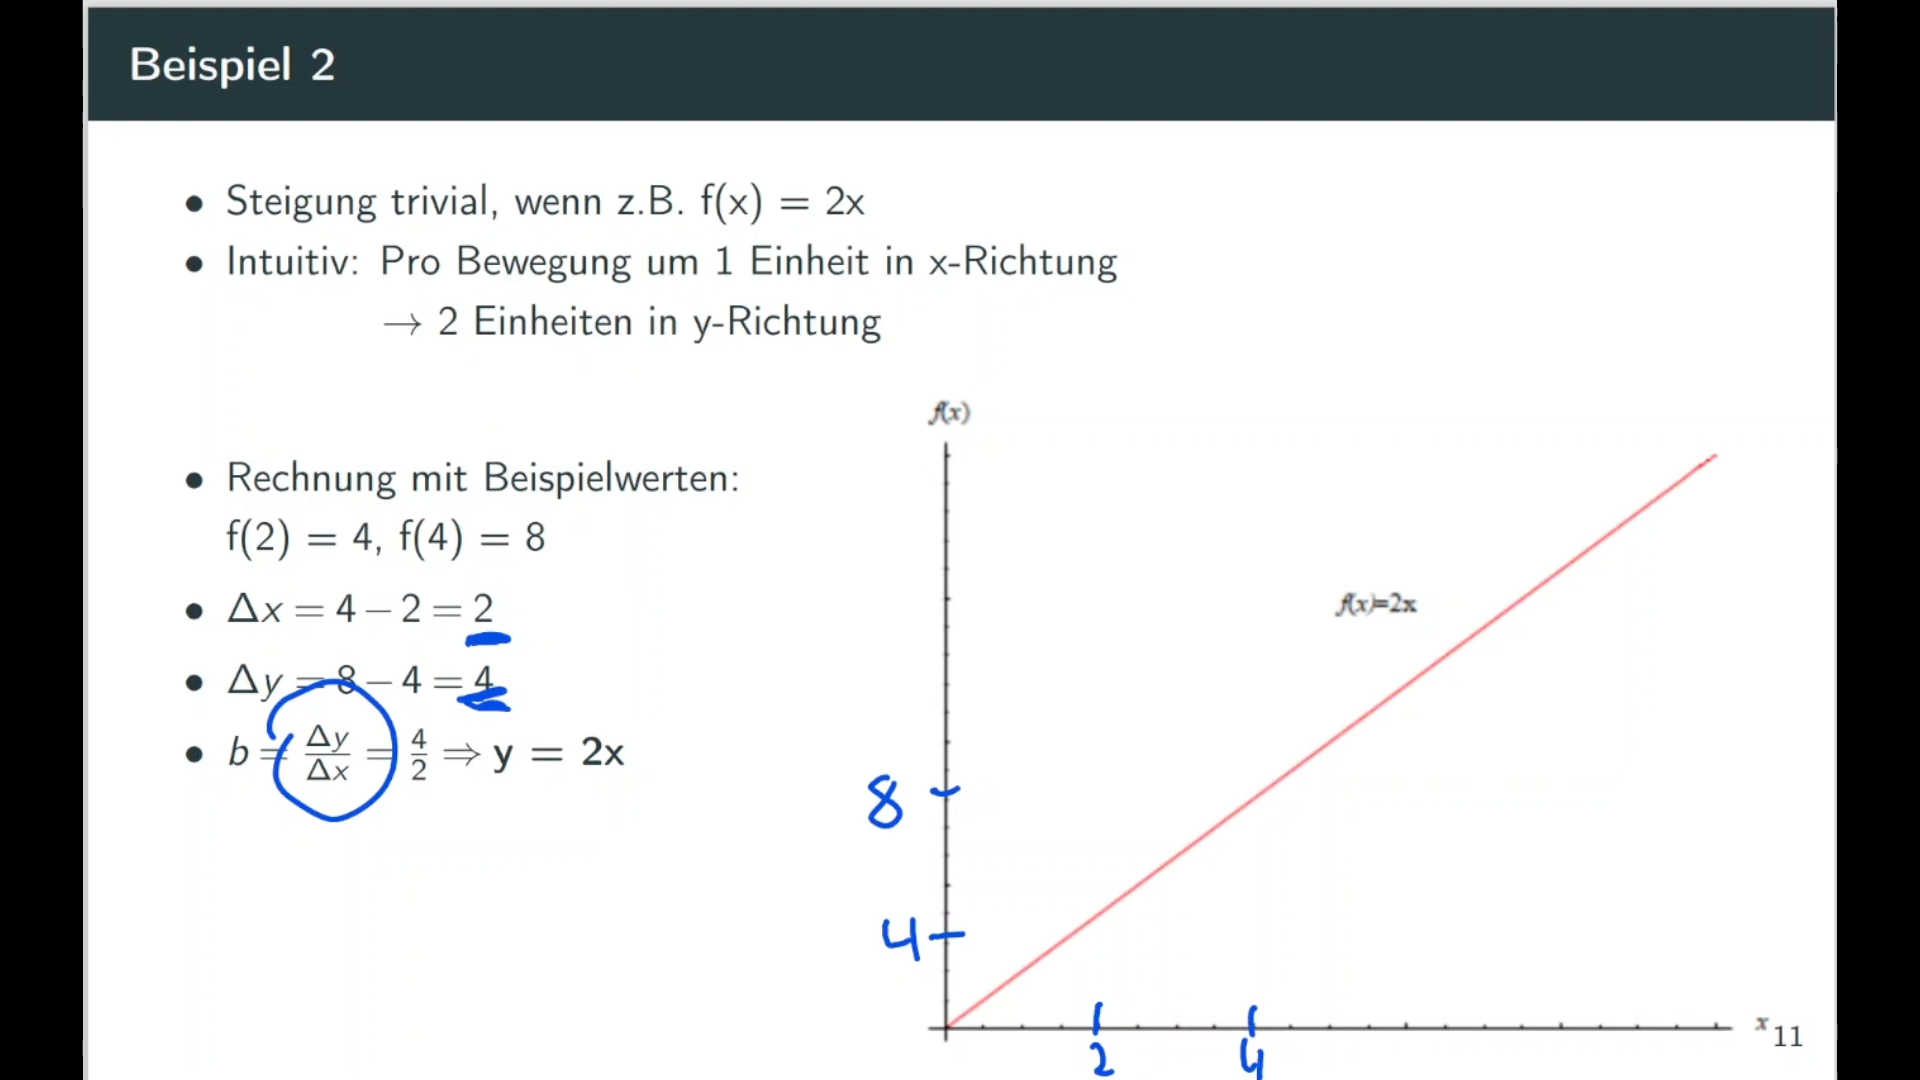 Beispiel 2
• Steigung trivial, wenn z.B. f(x) = 2x
• Intuitiv: Pro Bewegung um 1 Einheit in x-Richtung
→ 2 Einheiten in y-Richtung
• Rechnung mit Beispielwerten:
f(2) = 4, f(4) = 8
• Δx = 4 − 2 = 2
• Δy = 8 − 4 = 4
• b = Δy/Δx = 4/2 ⇒ y = 2x
f(x)
f(x)=2x
8
4
2
4
x
11